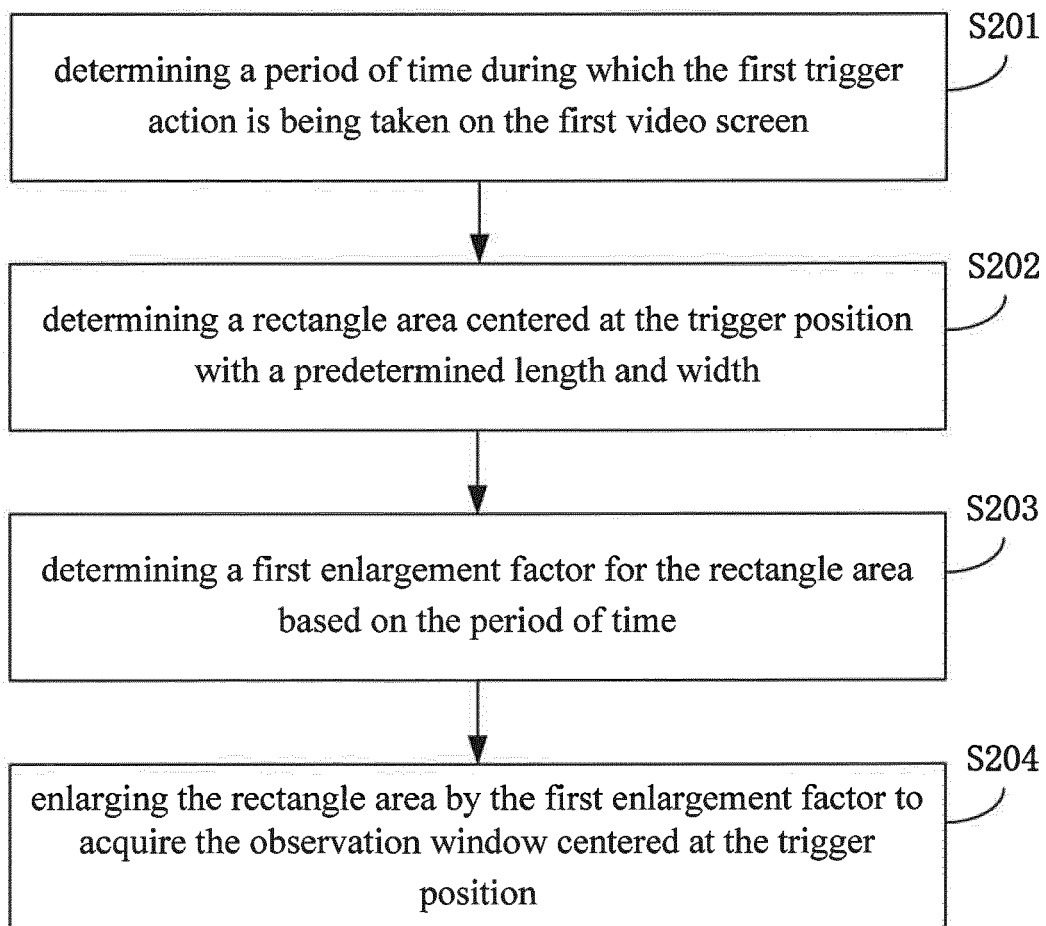 S201
determining a period of time during which the first trigger
action is being taken on the first video screen
S202
determining a rectangle area centered at the trigger position
with a predetermined length and width
S203
determining a first enlargement factor for the rectangle area
based on the period of time
S204
enlarging the rectangle area by the first enlargement factor to
acquire the observation window centered at the trigger
position